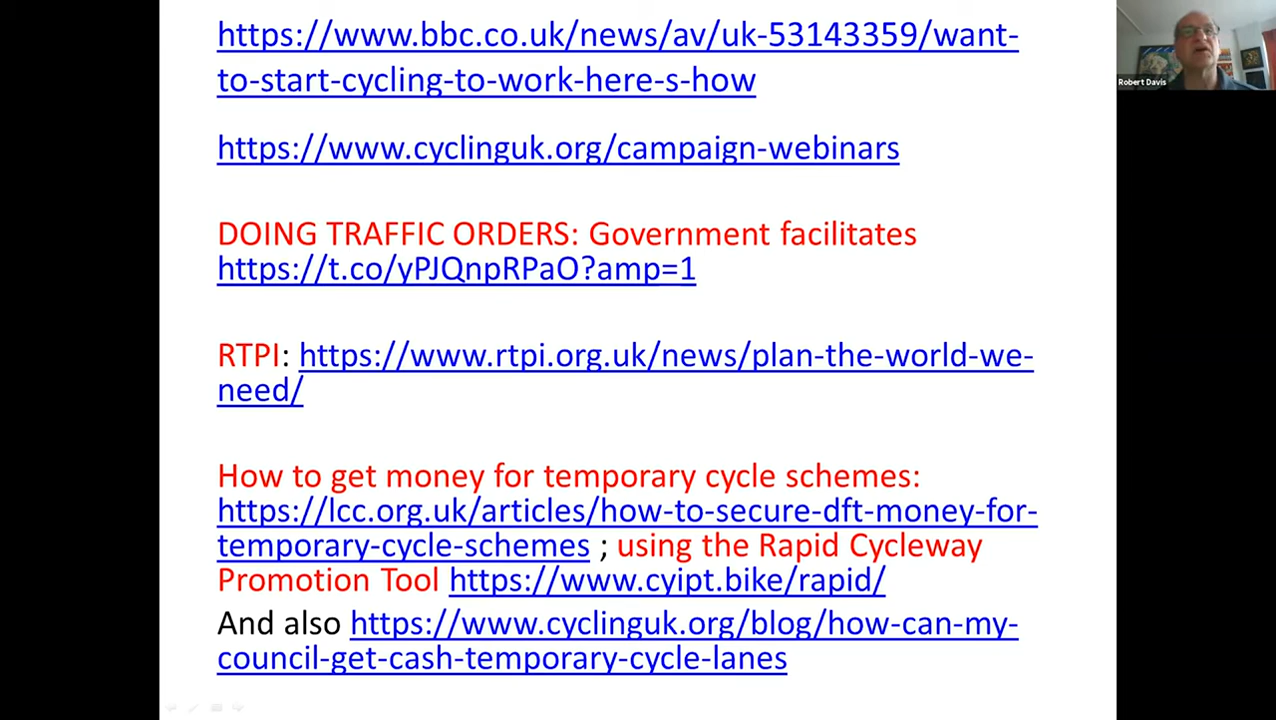 https://www.bbc.co.uk/news/av/uk-53143359/want-
to-start-cycling-to-work-here-s-how
Robert Davis
https://www.cyclinguk.org/campaign-webinars
DOING TRAFFIC ORDERS: Government facilitates
https://t.co/yPJQnpRPaO?amp=1
RTPI: https://www.rtpi.org.uk/news/plan-the-world-we-
need/
How to get money for temporary cycle schemes:
https://lcc.org.uk/articles/how-to-secure-dft-money-for-
temporary-cycle-schemes ; using the Rapid Cycleway
Promotion Tool https://www.cyipt.bike/rapid/
And also https://www.cyclinguk.org/blog/how-can-my-
council-get-cash-temporary-cycle-lanes